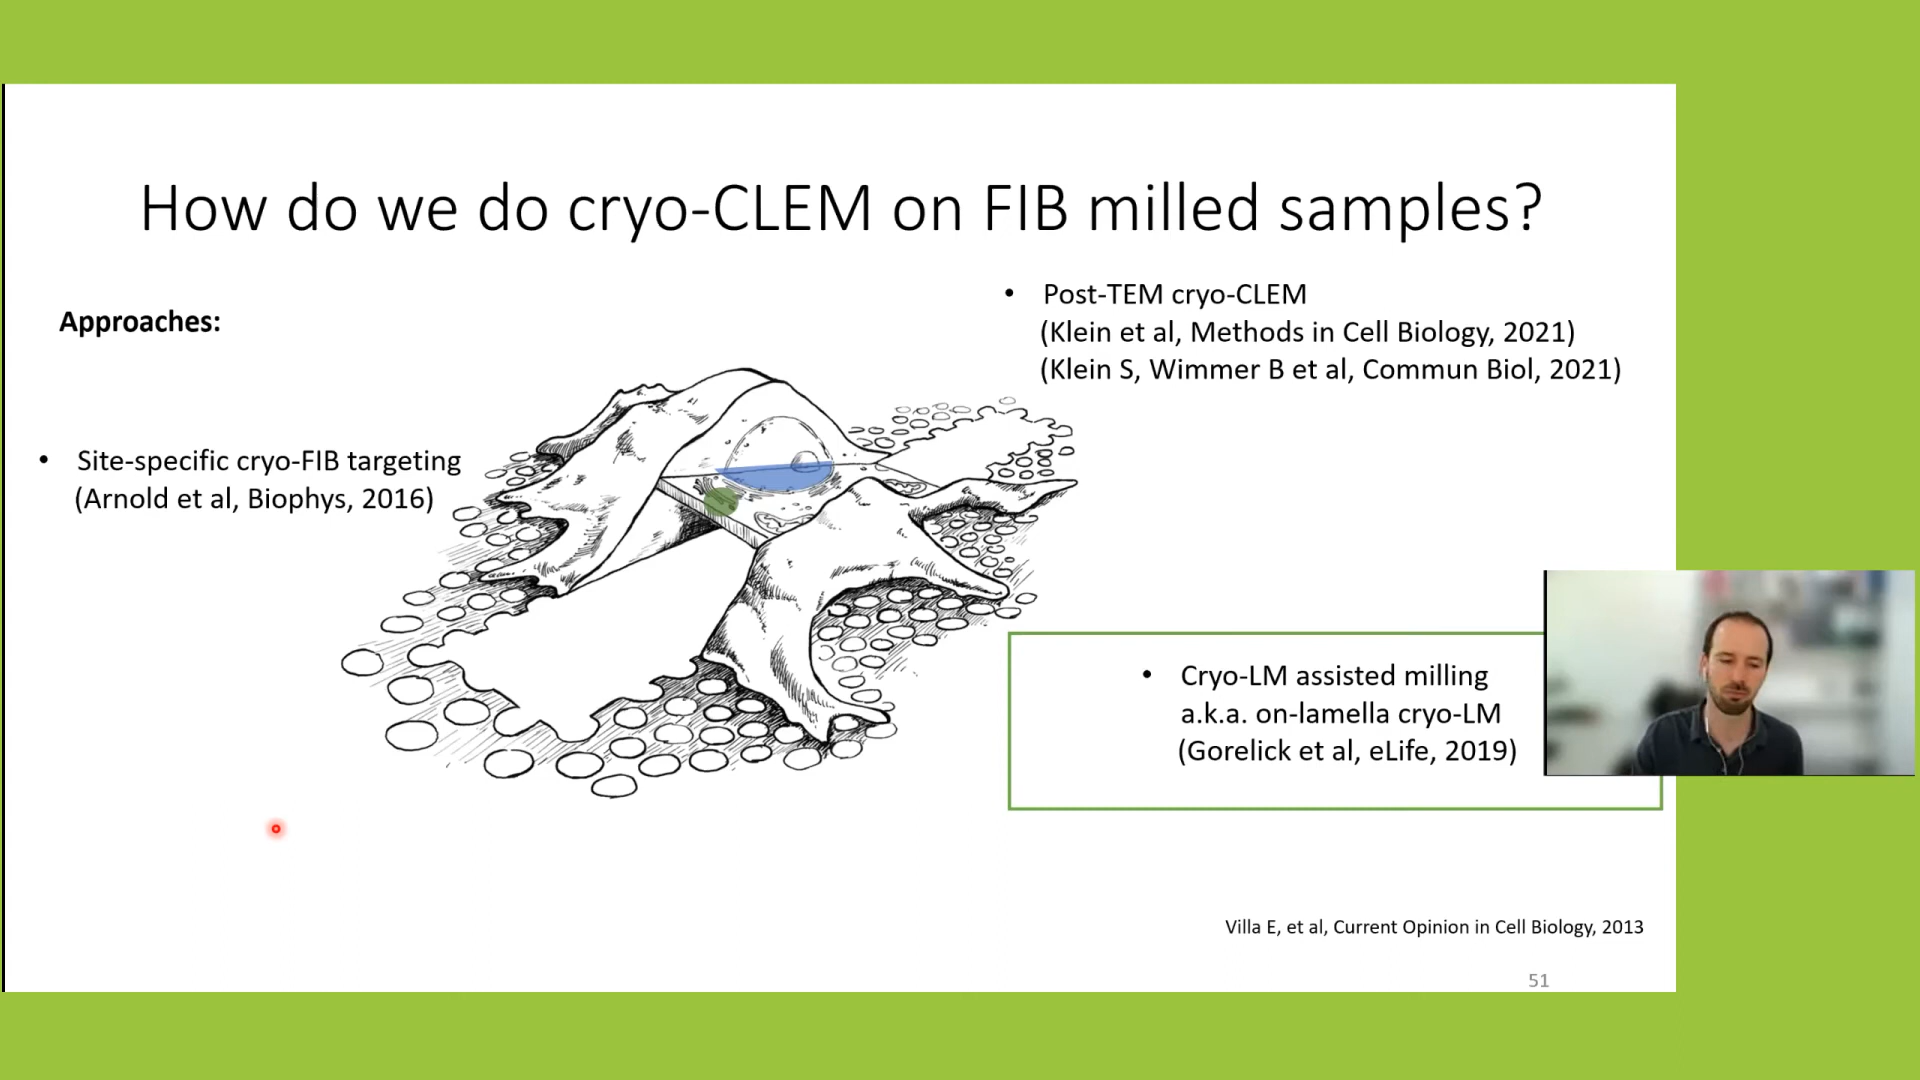 How do we do cryo-CLEM on FIB milled samples?
Approaches:
• Site-specific cryo-FIB targeting
(Arnold et al, Biophys, 2016)
• Post-TEM cryo-CLEM
(Klein et al, Methods in Cell Biology, 2021)
(Klein S, Wimmer B et al, Commun Biol, 2021)
• Cryo-LM assisted milling
a.k.a. on-lamella cryo-LM
(Gorelick et al, eLife, 2019)
Villa E, et al, Current Opinion in Cell Biology, 2013
51